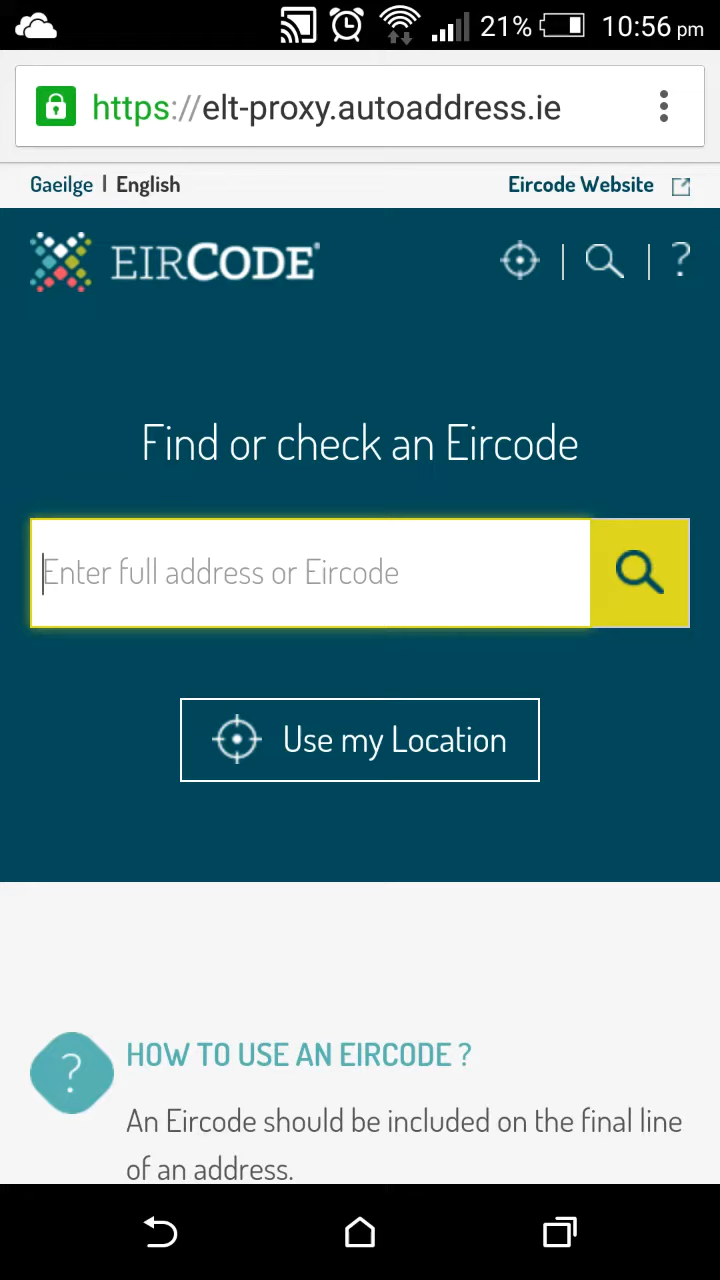 21% 10:56 pm
https://elt-proxy.autoaddress.ie
Gaeilge | English Eircode Website
EIRCODE®
?
Find or check an Eircode
Enter full address or Eircode
Use my Location
? HOW TO USE AN EIRCODE ?
An Eircode should be included on the final line
of an address.